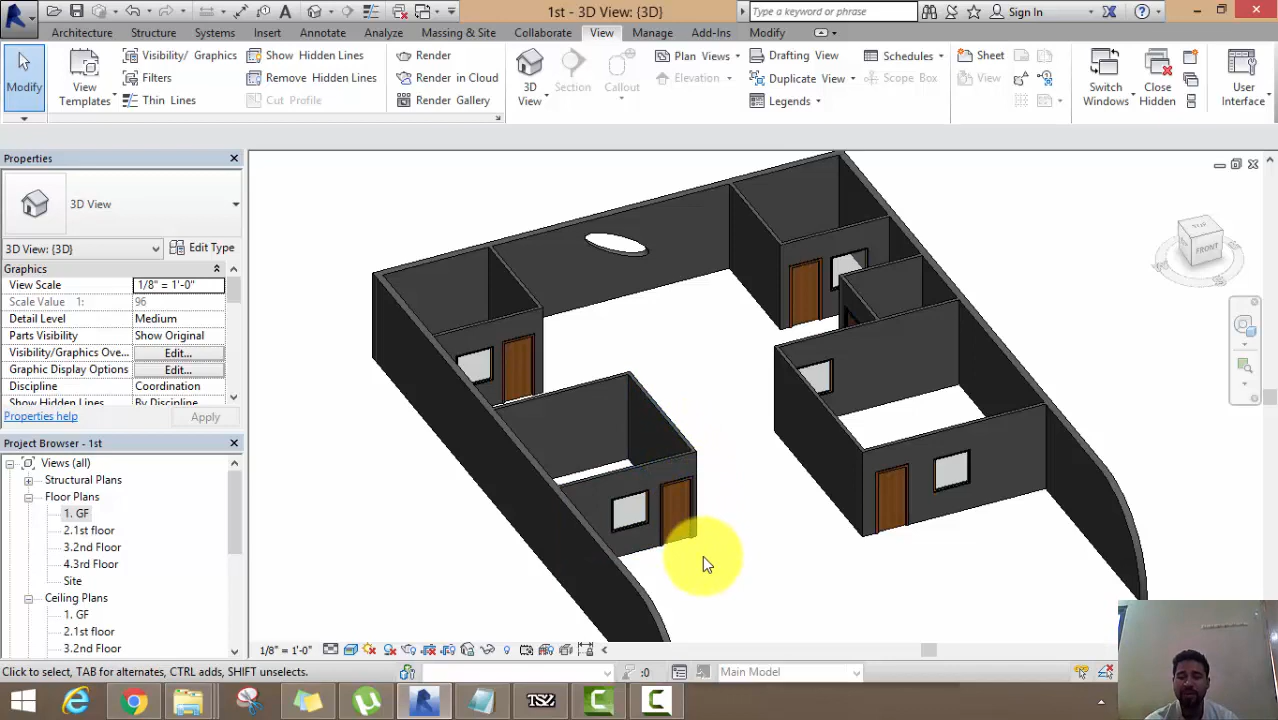 1st - 3D View: {3D}
Type a keyword or phrase
Sign In
Architecture Structure Systems Insert Annotate Analyze Massing & Site Collaborate View Manage Add-Ins Modify
Modify
View
Templates
Visibility/ Graphics
Filters
Thin Lines
Show Hidden Lines
Remove Hidden Lines
Cut Profile
Render
Render in Cloud
Render Gallery
3D
View
Section
Callout
Plan Views
Elevation
Drafting View
Duplicate View
Legends
Schedules
Scope Box
Sheet
View
Switch
Windows
Close
Hidden
User
Interface
Properties
3D View
3D View: {3D}
Edit Type
Graphics
View Scale 1/8" = 1'-0"
Scale Value 1: 96
Detail Level Medium
Parts Visibility Show Original
Visibility/Graphics Ove... Edit...
Graphic Display Options Edit...
Discipline Coordination
Show Hidden Lines By Discipline
Properties help
Apply
Project Browser - 1st
Views (all)
Structural Plans
Floor Plans
1. GF
2.1st floor
3.2nd Floor
4.3rd Floor
Site
Ceiling Plans
1. GF
2.1st floor
3.2nd Floor
TOP
FRONT
1/8" = 1'-0"
Click to select, TAB for alternates, CTRL adds, SHIFT unselects.
:0
Main Model
TSZ